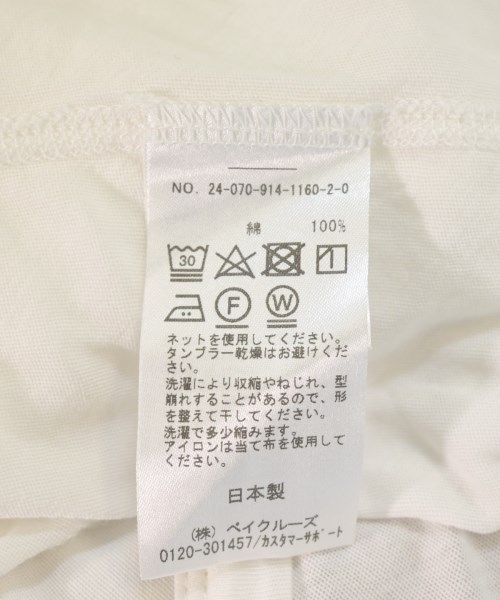 NO. 24-070-914-1160-2-0
綿 100%
30
F W
ネットを使用してください。
タンブラー乾燥はお避けくだ
さい。
洗濯により収縮やねじれ、型
崩れすることがあるので、形
を整えて干してください。
洗濯で多少縮みます。
アイロンは当て布を使用して
ください。
日本製
(株) ベイクルーズ
0120-301457/カスタマーサポート